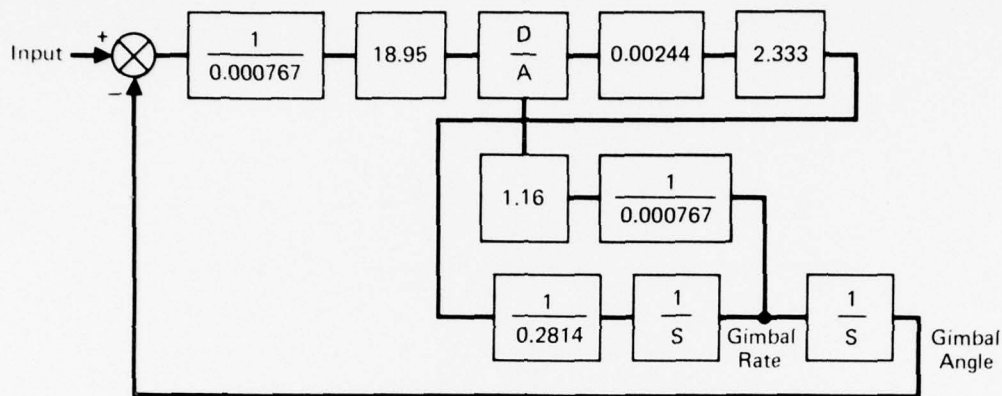 Input
+
−
1
0.000767
18.95
D
A
0.00244
2.333
1.16
1
0.000767
1
0.2814
1
S
Gimbal
Rate
1
S
Gimbal
Angle